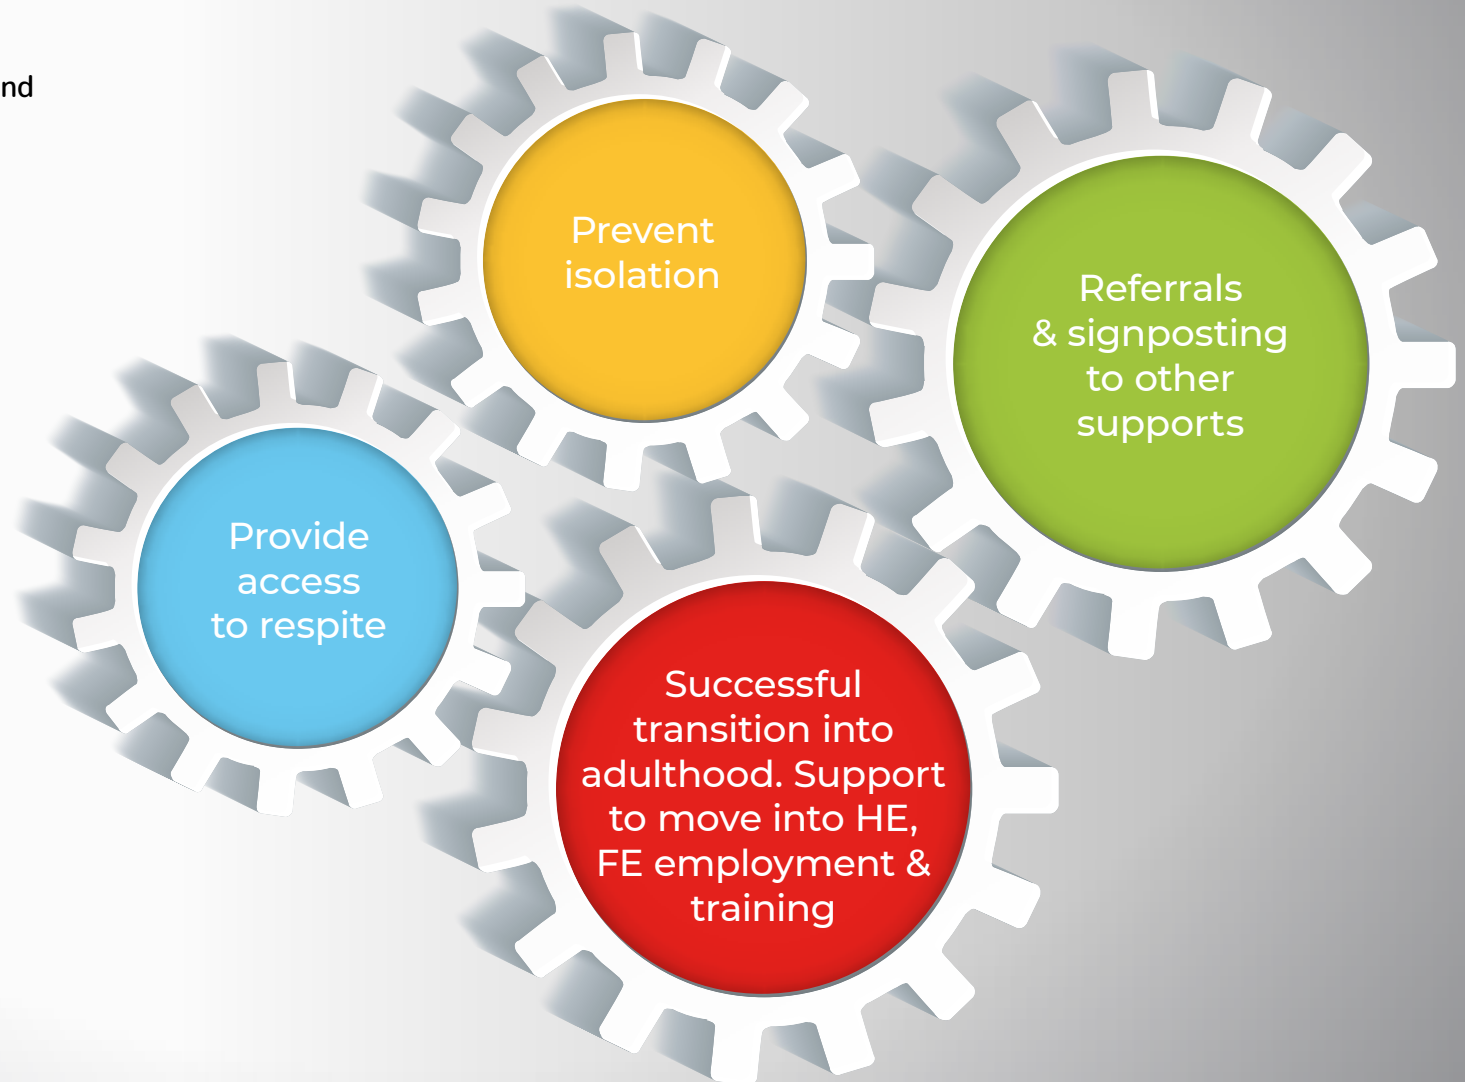 nd
Prevent
isolation
Referrals
& signposting
to other
supports
Provide
access
to respite
Successful
transition into
adulthood. Support
to move into HE,
FE employment &
training